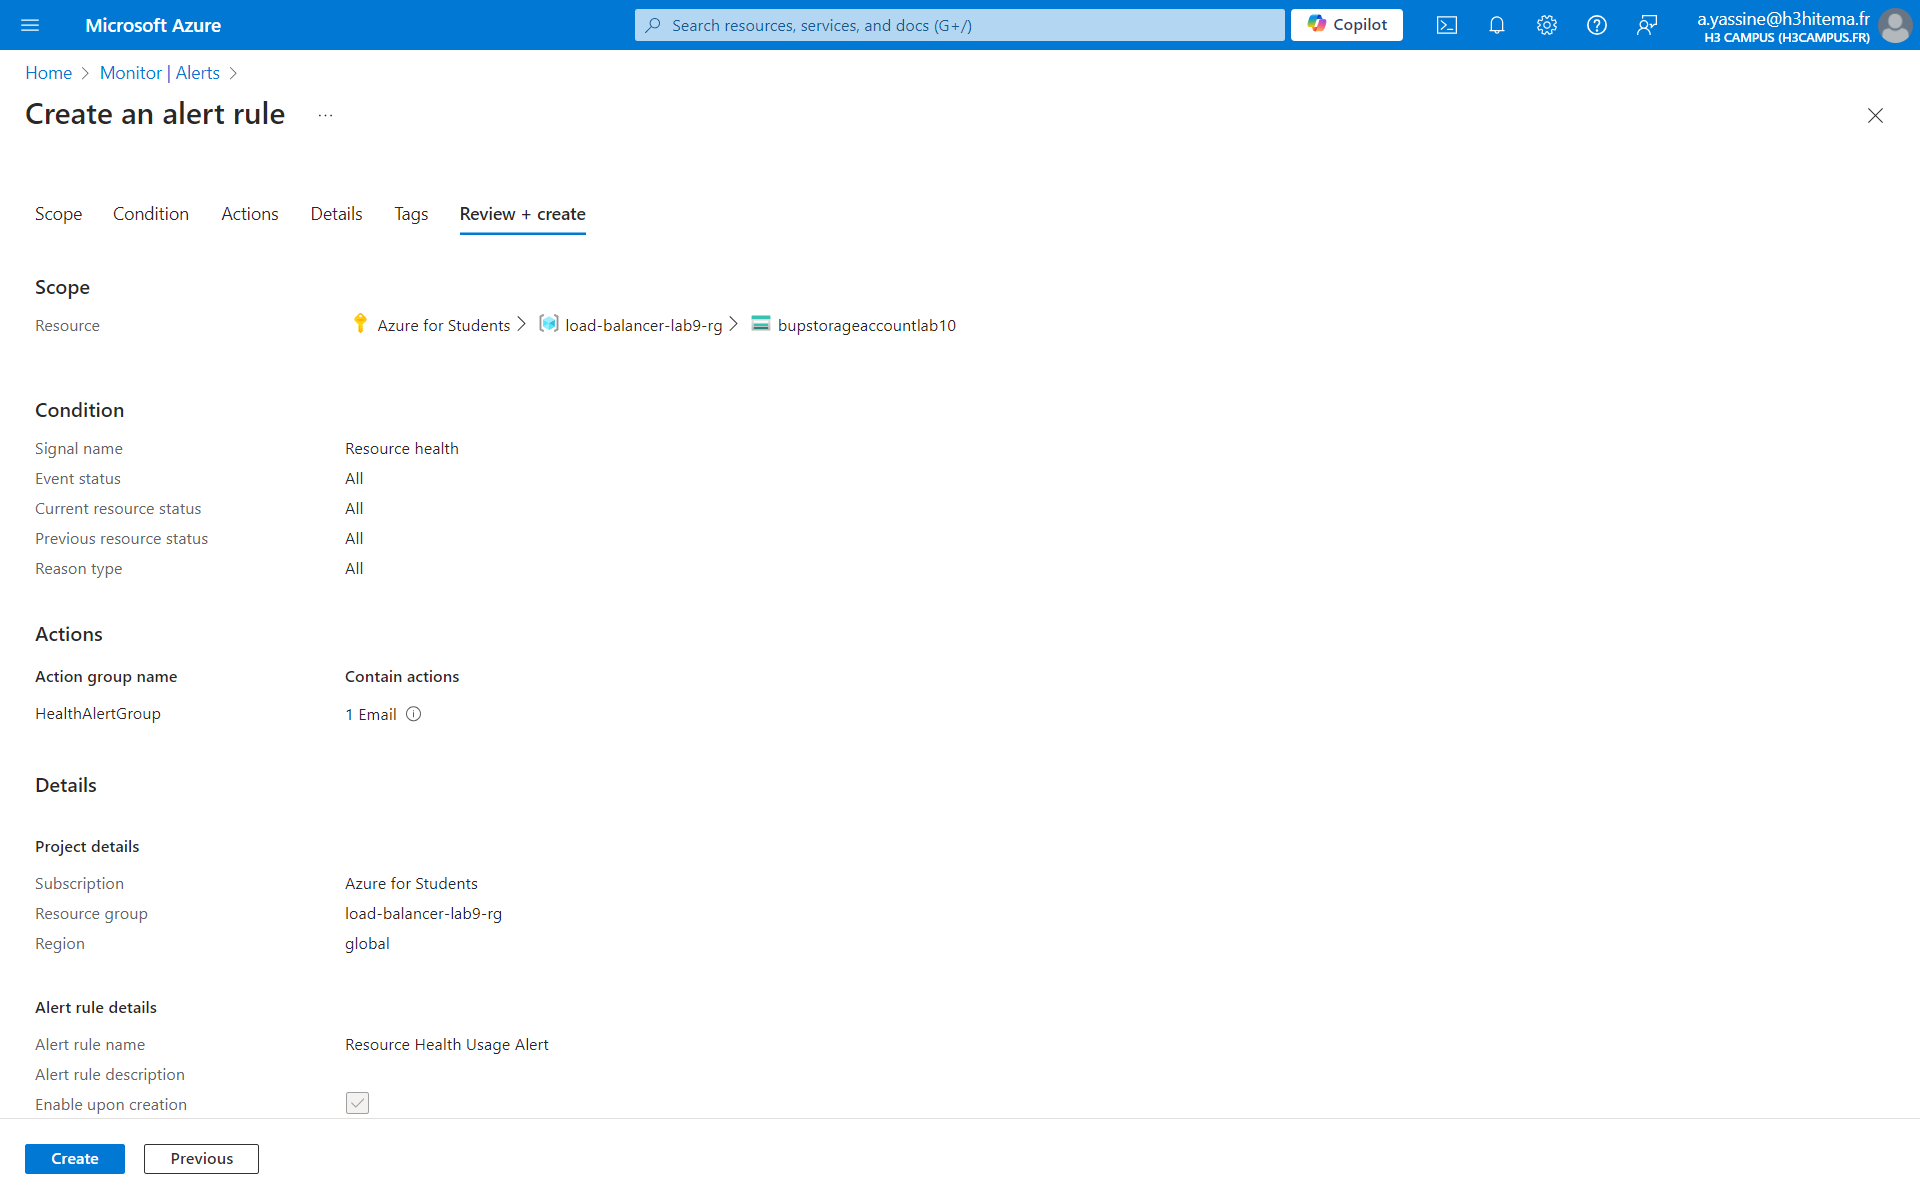 Microsoft Azure
Search resources, services, and docs (G+/)
Copilot
a.yassine@h3hitema.fr
H3 CAMPUS (H3CAMPUS.FR)
Home > Monitor | Alerts >
Create an alert rule ...
Scope Condition Actions Details Tags Review + create
Scope
Resource Azure for Students > load-balancer-lab9-rg > bupstorageaccountlab10
Condition
Signal name Resource health
Event status All
Current resource status All
Previous resource status All
Reason type All
Actions
Action group name Contain actions
HealthAlertGroup 1 Email
Details
Project details
Subscription Azure for Students
Resource group load-balancer-lab9-rg
Region global
Alert rule details
Alert rule name Resource Health Usage Alert
Alert rule description
Enable upon creation
Create Previous